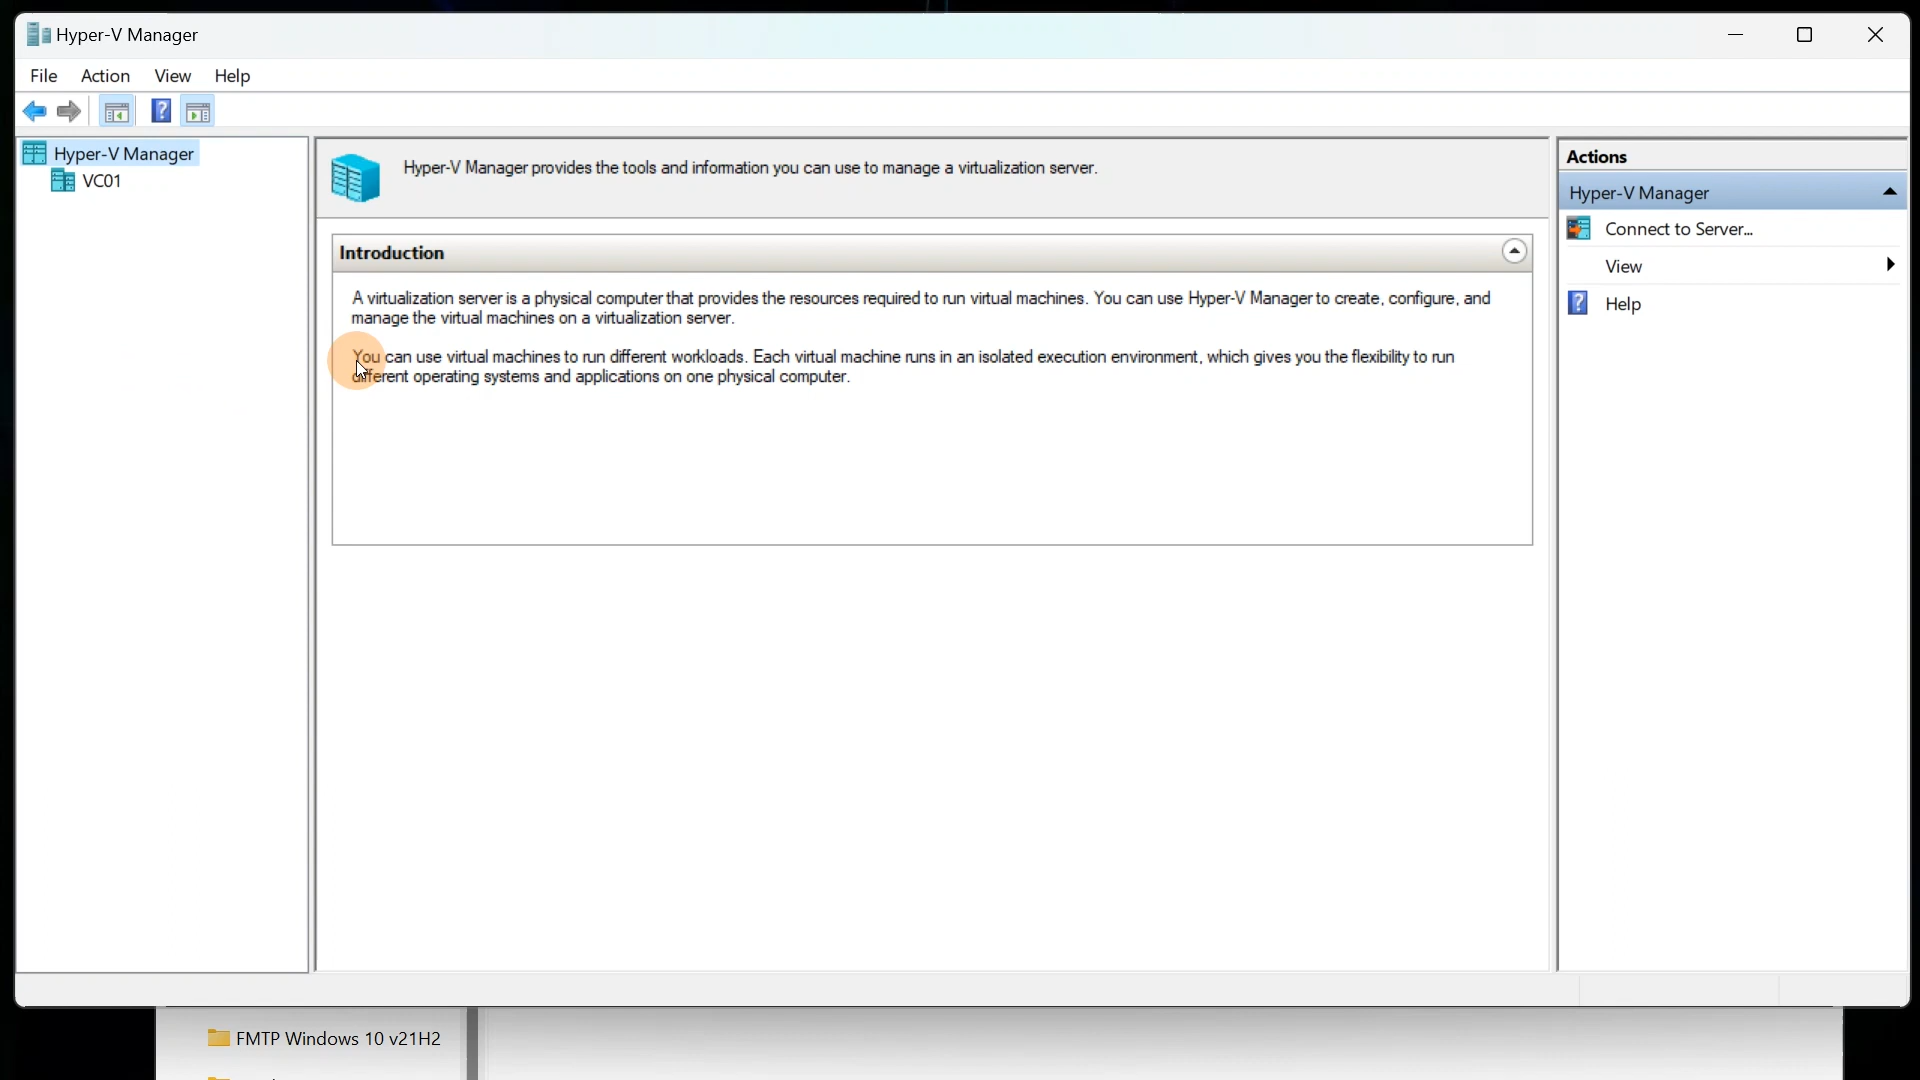 Hyper-V Manager
File Action View Help
Hyper-V Manager
VC01
Hyper-V Manager provides the tools and information you can use to manage a virtualization server.
Introduction
A virtualization server is a physical computer that provides the resources required to run virtual machines. You can use Hyper-V Manager to create, configure, and
manage the virtual machines on a virtualization server.
You can use virtual machines to run different workloads. Each virtual machine runs in an isolated execution environment, which gives you the flexibility to run
different operating systems and applications on one physical computer.
Actions
Hyper-V Manager
Connect to Server...
View
Help
FMTP Windows 10 v21H2